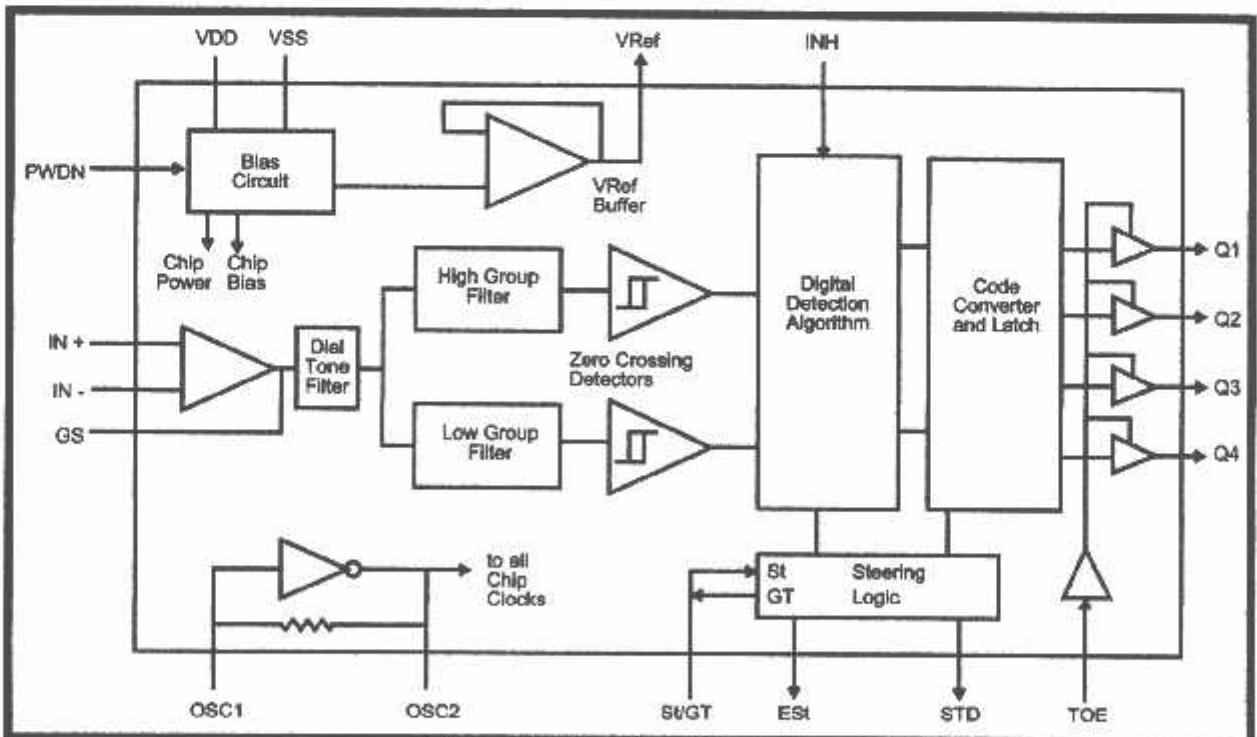 VDD
VSS
VRef
INH
PWDN
Bias
Circuit
VRef
Buffer
Chip
Power
Chip
Bias
High Group
Filter
Digital
Detection
Algorithm
Code
Converter
and Latch
Q1
Q2
Q3
Q4
IN +
IN -
GS
Dial
Tone
Filter
Zero Crossing
Detectors
Low Group
Filter
to all
Chip
Clocks
St
GT
Steering
Logic
OSC1
OSC2
St/GT
ESt
STD
TOE